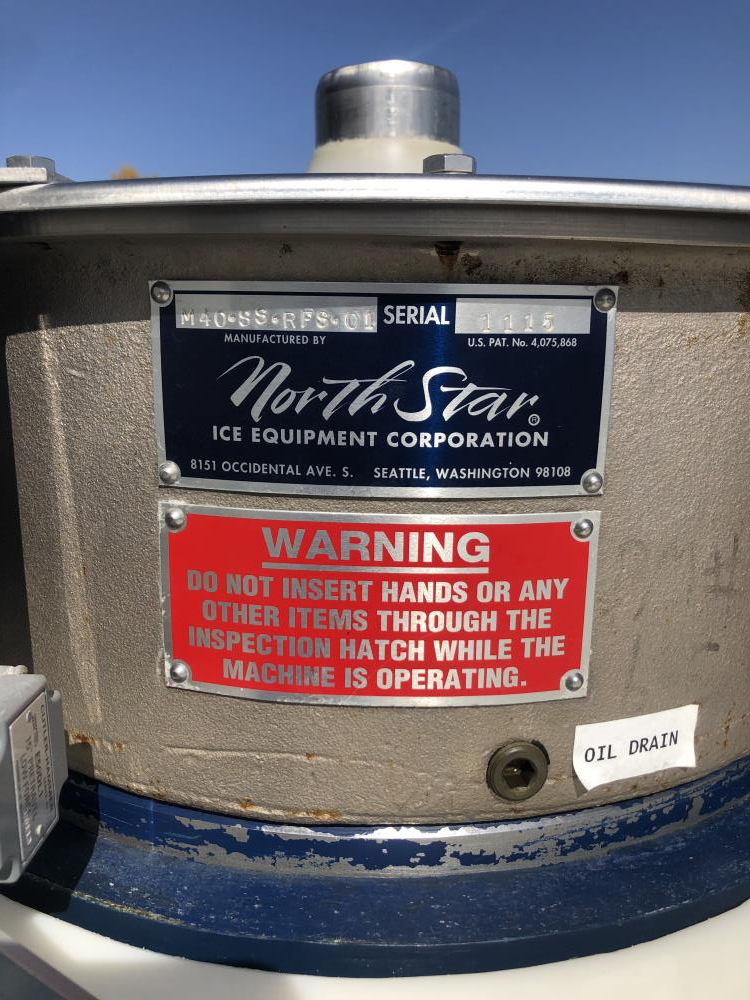 M40-SS-RFS-01 SERIAL 1115
MANUFACTURED BY U.S. PAT. No. 4,075,868
North Star®
ICE EQUIPMENT CORPORATION
8151 OCCIDENTAL AVE. S. SEATTLE, WASHINGTON 98108
WARNING
DO NOT INSERT HANDS OR ANY
OTHER ITEMS THROUGH THE
INSPECTION HATCH WHILE THE
MACHINE IS OPERATING.
OIL DRAIN